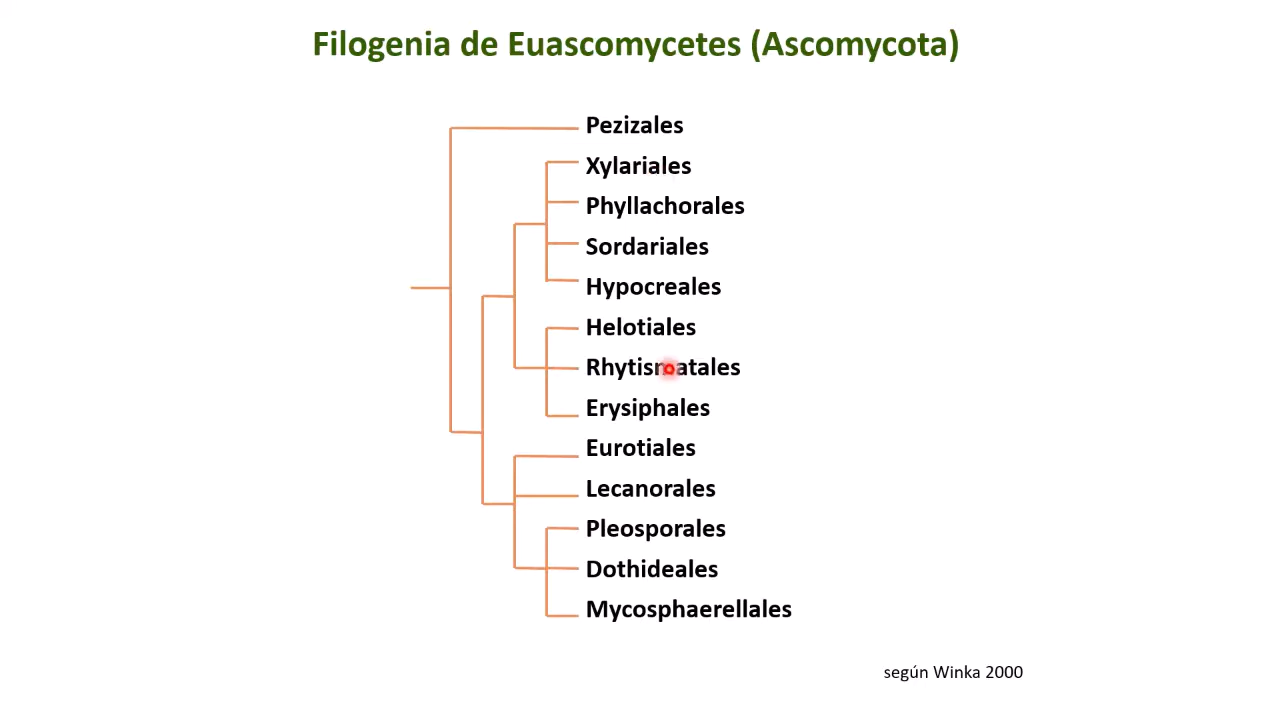 Filogenia de Euascomycetes (Ascomycota)
Pezizales
Xylariales
Phyllachorales
Sordariales
Hypocreales
Helotiales
Rhytismatales
Erysiphales
Eurotiales
Lecanorales
Pleosporales
Dothideales
Mycosphaerellales
según Winka 2000